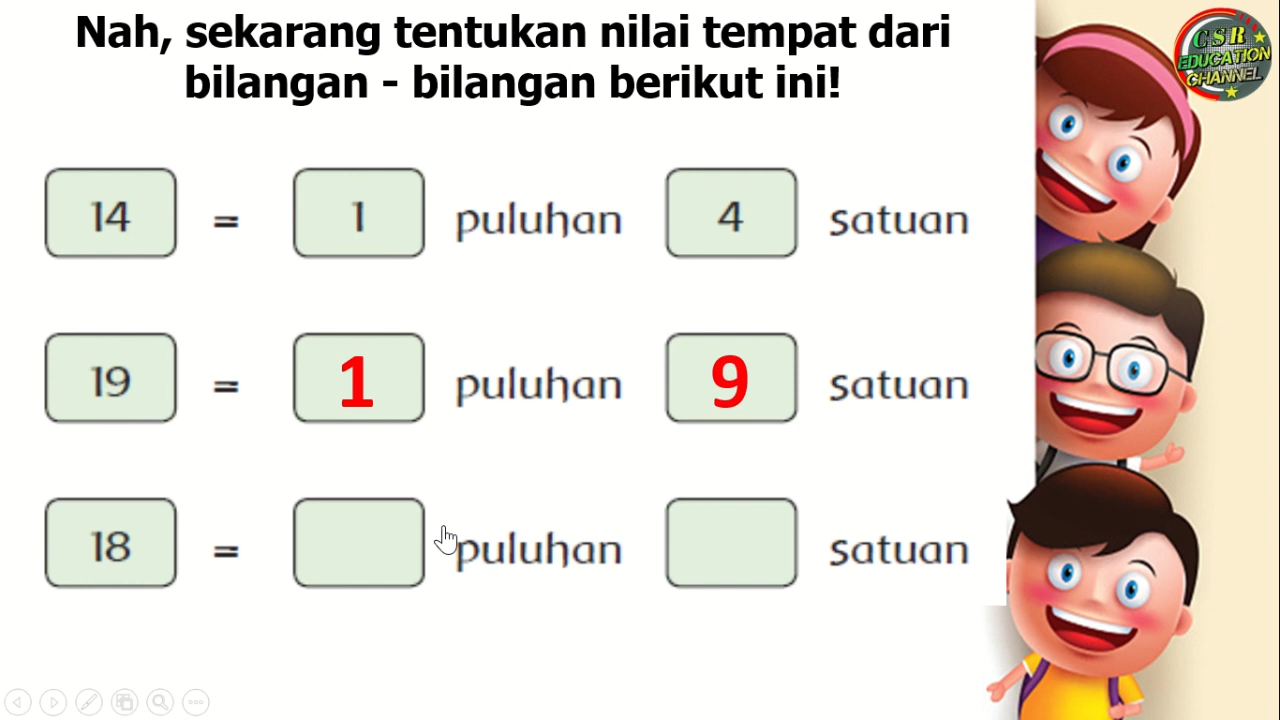 Nah, sekarang tentukan nilai tempat dari
bilangan - bilangan berikut ini!
CSR
EDUCATION
CHANNEL
14 = 1 puluhan 4 satuan
19 = 1 puluhan 9 satuan
18 = puluhan satuan